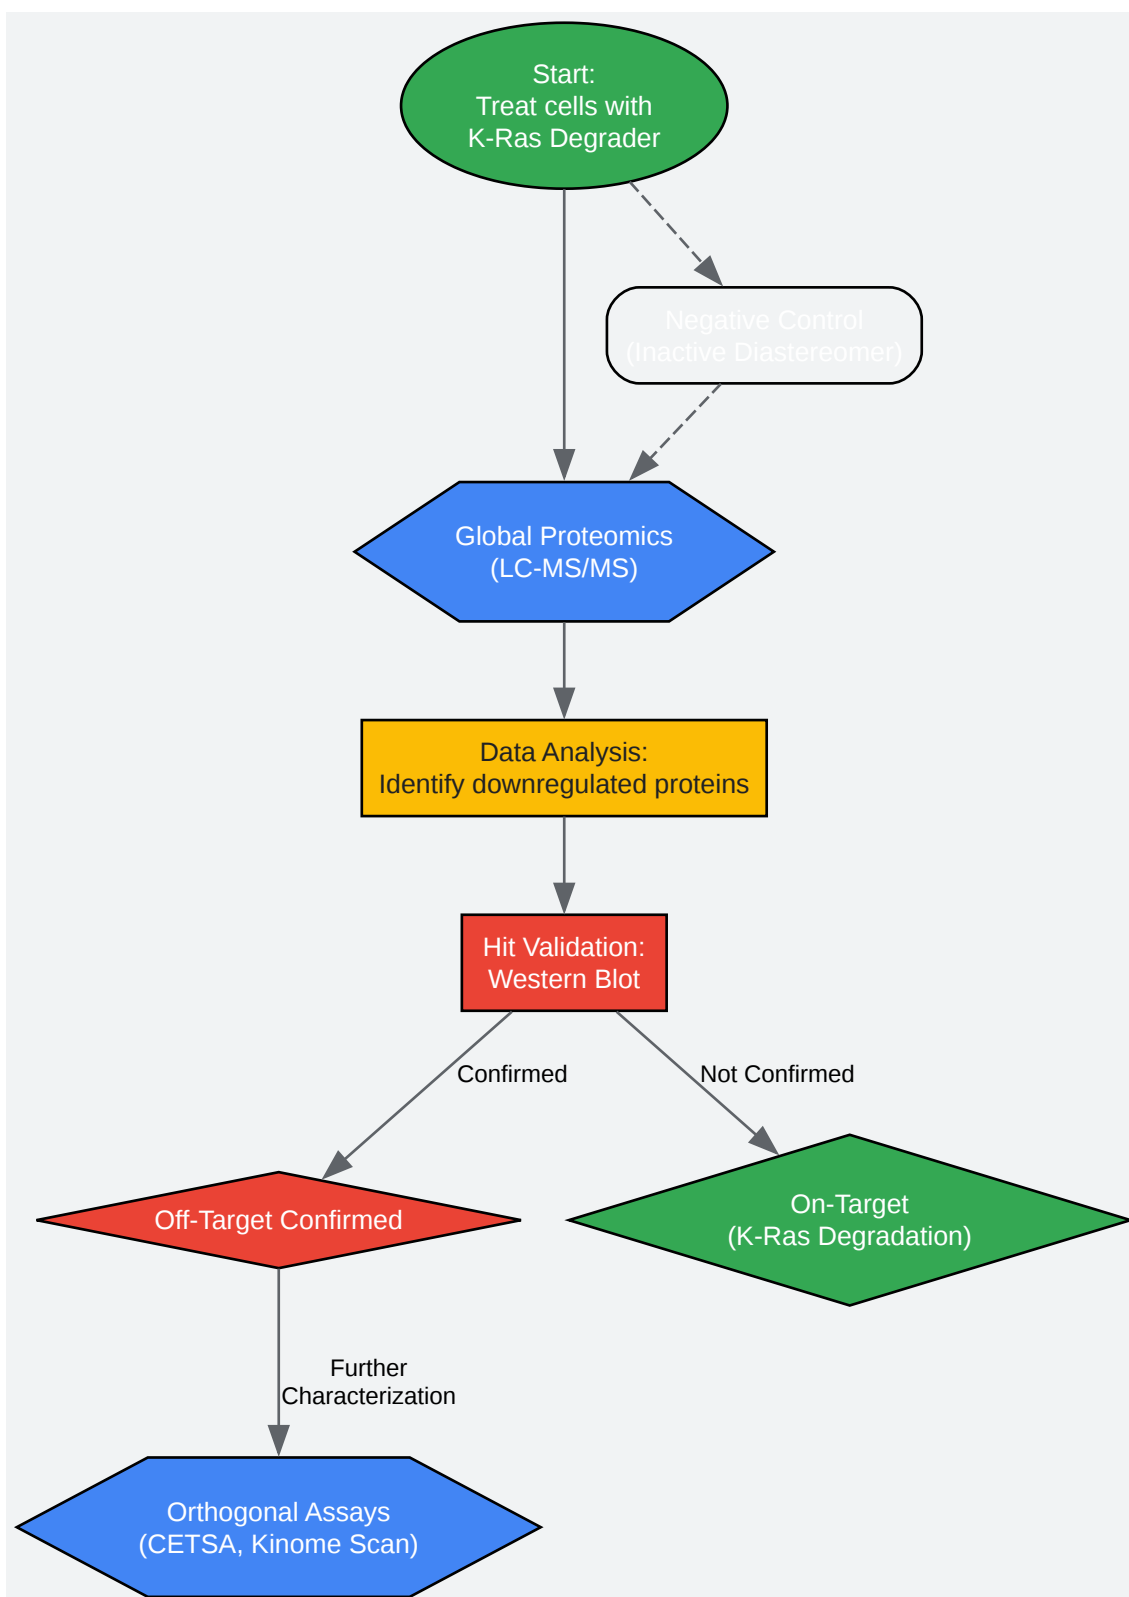 Start:
Treat cells with
K-Ras Degrader
Negative Control
(Inactive Diastereomer)
Global Proteomics
(LC-MS/MS)
Data Analysis:
Identify downregulated proteins
Hit Validation:
Western Blot
Confirmed
Not Confirmed
Off-Target Confirmed
On-Target
(K-Ras Degradation)
Further
Characterization
Orthogonal Assays
(CETSA, Kinome Scan)